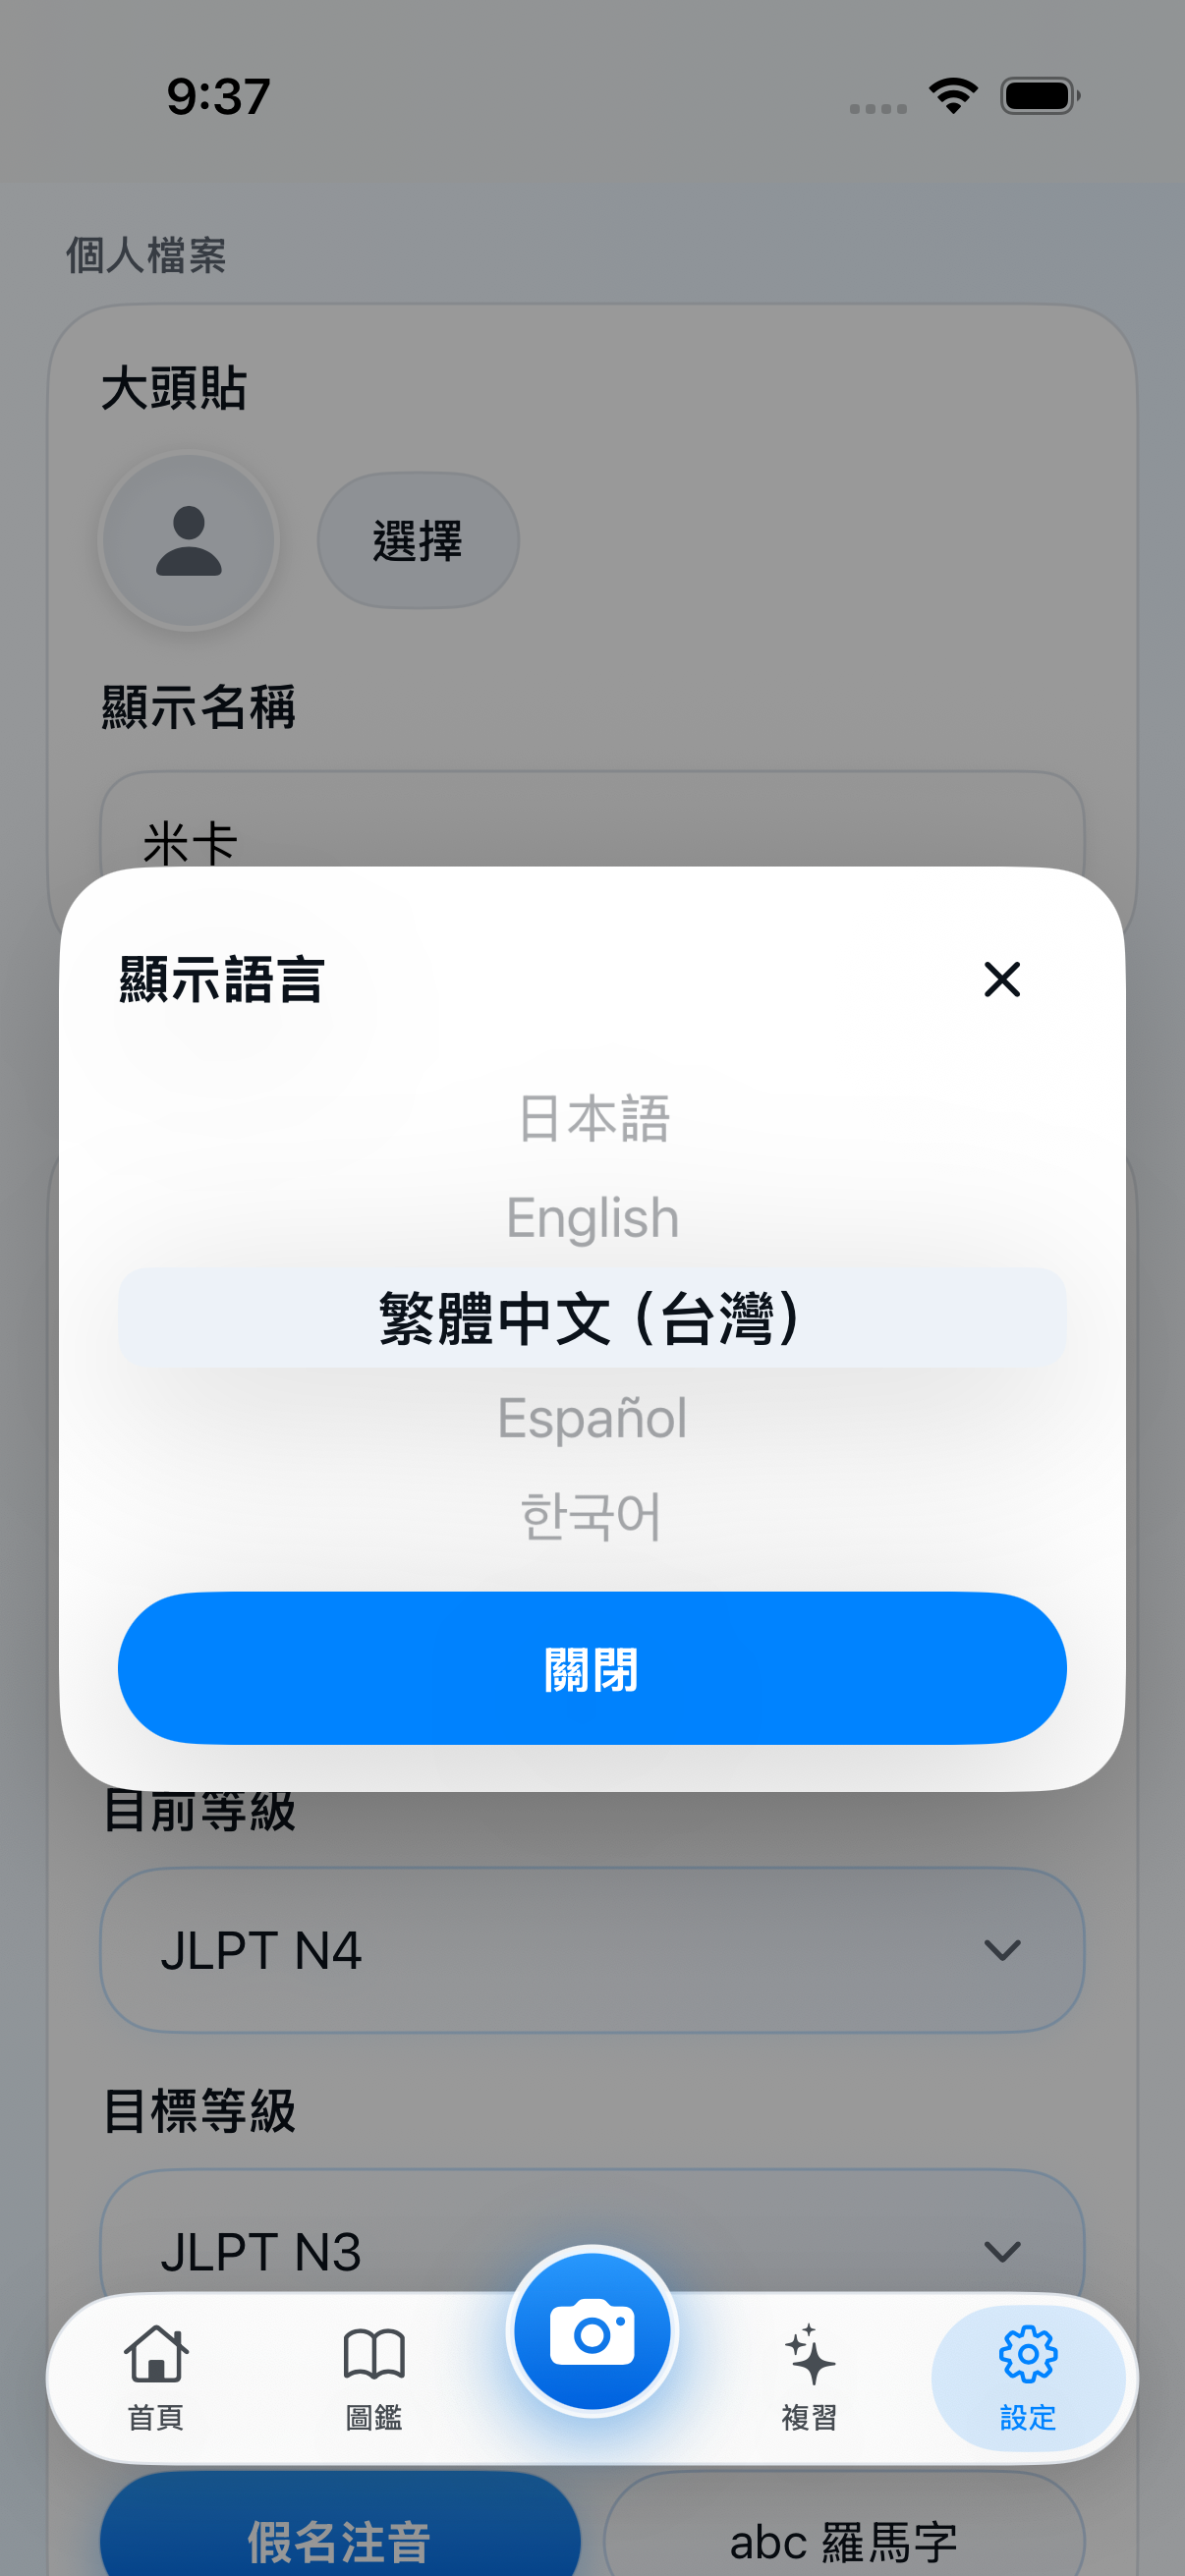 9:37
個人檔案
大頭貼
選擇
顯示名稱
米卡
顯示語言
日本語
English
繁體中文（台灣）
Español
한국어
關閉
目前等級
JLPT N4
目標等級
JLPT N3
首頁
圖鑑
複習
設定
假名注音
abc 羅馬字